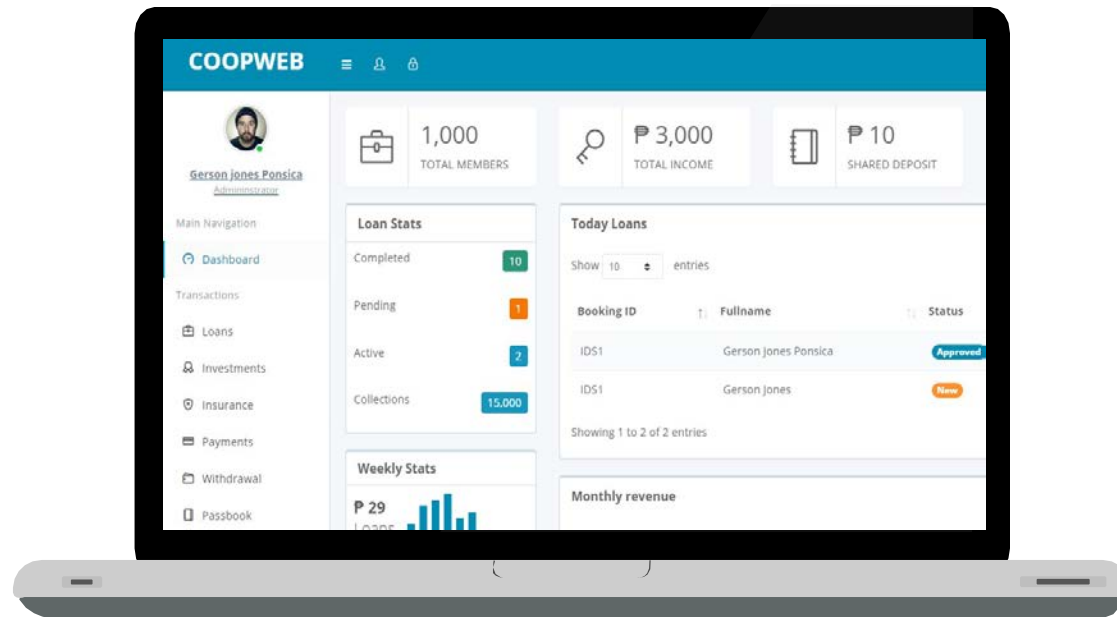 COOPWEB
Gerson jones Ponsica
Admininstrator
Main Navigation
Dashboard
Transactions
Loans
Investments
Insurance
Payments
Withdrawal
Passbook
1,000
TOTAL MEMBERS
₱ 3,000
TOTAL INCOME
₱ 10
SHARED DEPOSIT
Loan Stats
Completed 10
Pending 1
Active 2
Collections 15,000
Weekly Stats
₱ 29
Loans
Today Loans
Show 10 entries
Booking ID Fullname Status
IDS1 Gerson Jones Ponsica Approved
IDS1 Gerson Jones New
Showing 1 to 2 of 2 entries
Monthly revenue